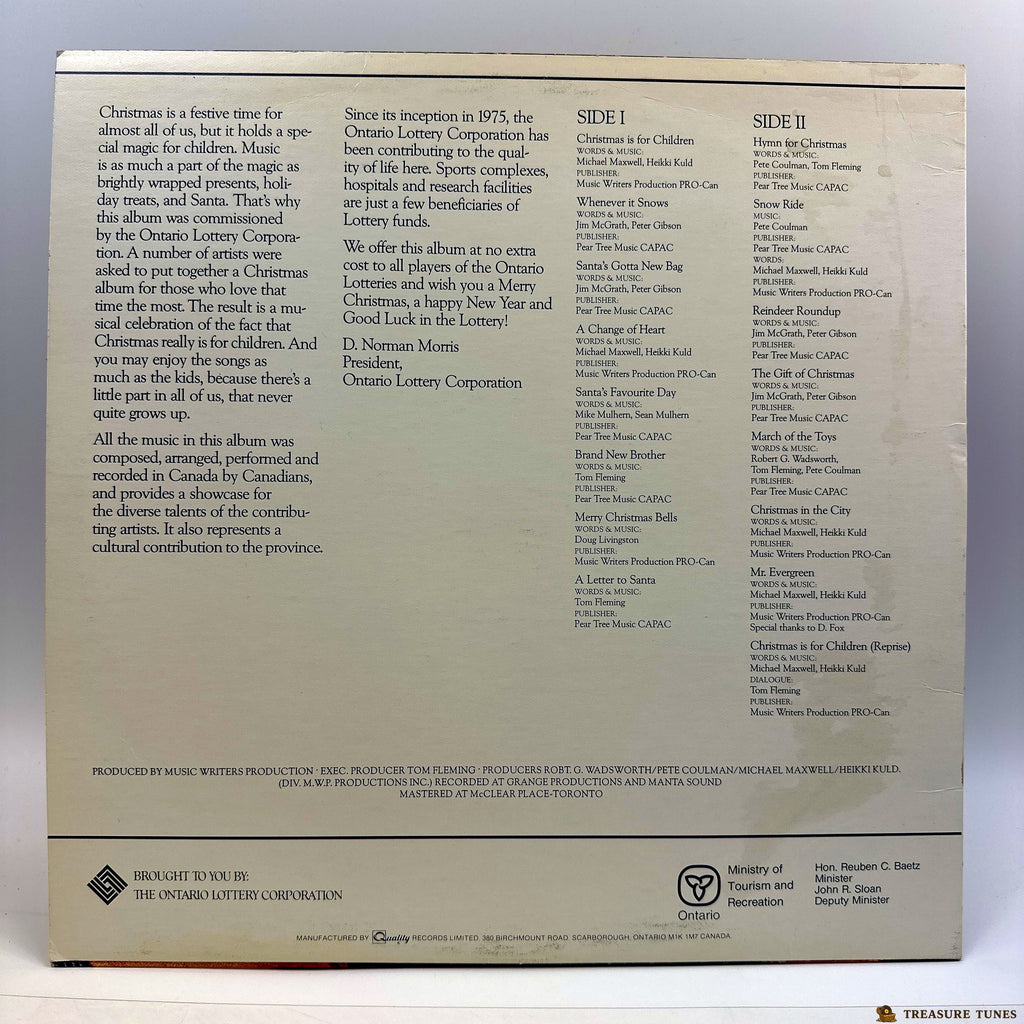 Christmas is a festive time for
almost all of us, but it holds a spe-
cial magic for children. Music
is as much a part of the magic as
brightly wrapped presents, holi-
day treats, and Santa. That's why
this album was commissioned
by the Ontario Lottery Corpora-
tion. A number of artists were
asked to put together a Christmas
album for those who love that
time the most. The result is a mu-
sical celebration of the fact that
Christmas really is for children. And
you may enjoy the songs as
much as the kids, because there's a
little part in all of us, that never
quite grows up.
All the music in this album was
composed, arranged, performed and
recorded in Canada by Canadians,
and provides a showcase for
the diverse talents of the contribu-
ting artists. It also represents a
cultural contribution to the province.
Since its inception in 1975, the
Ontario Lottery Corporation has
been contributing to the qual-
ity of life here. Sports complexes,
hospitals and research facilities
are just a few beneficiaries of
Lottery funds.
We offer this album at no extra
cost to all players of the Ontario
Lotteries and wish you a Merry
Christmas, a happy New Year and
Good Luck in the Lottery!
D. Norman Morris
President,
Ontario Lottery Corporation
SIDE I
Christmas is for Children
WORDS & MUSIC:
Michael Maxwell, Heikki Kuld
PUBLISHER:
Music Writers Production PRO-Can
Whenever it Snows
WORDS & MUSIC:
Jim McGrath, Peter Gibson
PUBLISHER:
Pear Tree Music CAPAC
Santa's Gotta New Bag
WORDS & MUSIC:
Jim McGrath, Peter Gibson
PUBLISHER:
Pear Tree Music CAPAC
A Change of Heart
WORDS & MUSIC:
Michael Maxwell, Heikki Kuld
PUBLISHER:
Music Writers Production PRO-Can
Santa's Favourite Day
WORDS & MUSIC:
Mike Mulhern, Sean Mulhern
PUBLISHER:
Pear Tree Music CAPAC
Brand New Brother
WORDS & MUSIC:
Tom Fleming
PUBLISHER:
Pear Tree Music CAPAC
Merry Christmas Bells
WORDS & MUSIC:
Doug Livingston
PUBLISHER:
Music Writers Production PRO-Can
A Letter to Santa
WORDS & MUSIC:
Tom Fleming
PUBLISHER:
Pear Tree Music CAPAC
SIDE II
Hymn for Christmas
WORDS & MUSIC:
Pete Coulman, Tom Fleming
PUBLISHER:
Pear Tree Music CAPAC
Snow Ride
MUSIC:
Pete Coulman
PUBLISHER:
Pear Tree Music CAPAC
WORDS:
Michael Maxwell, Heikki Kuld
PUBLISHER:
Music Writers Production PRO-Can
Reindeer Roundup
WORDS & MUSIC:
Jim McGrath, Peter Gibson
PUBLISHER:
Pear Tree Music CAPAC
The Gift of Christmas
WORDS & MUSIC:
Jim McGrath, Peter Gibson
PUBLISHER:
Pear Tree Music CAPAC
March of the Toys
WORDS & MUSIC:
Robert G. Wadsworth,
Tom Fleming, Pete Coulman
PUBLISHER:
Pear Tree Music CAPAC
Christmas in the City
WORDS & MUSIC:
Michael Maxwell, Heikki Kuld
PUBLISHER:
Music Writers Production PRO-Can
Mr. Evergreen
WORDS & MUSIC:
Michael Maxwell, Heikki Kuld
PUBLISHER:
Music Writers Production PRO-Can
Special thanks to D. Fox
Christmas is for Children (Reprise)
WORDS & MUSIC:
Michael Maxwell, Heikki Kuld
DIALOGUE:
Tom Fleming
PUBLISHER:
Music Writers Production PRO-Can
PRODUCED BY MUSIC WRITERS PRODUCTION · EXEC. PRODUCER TOM FLEMING · PRODUCERS ROBT. G. WADSWORTH/PETE COULMAN/MICHAEL MAXWELL/HEIKKI KULD.
(DIV. M.W.P. PRODUCTIONS INC.) RECORDED AT GRANGE PRODUCTIONS AND MANTA SOUND
MASTERED AT McCLEAR PLACE-TORONTO
BROUGHT TO YOU BY:
THE ONTARIO LOTTERY CORPORATION
Ontario
Ministry of
Tourism and
Recreation
Hon. Reuben C. Baetz
Minister
John R. Sloan
Deputy Minister
MANUFACTURED BY Quality RECORDS LIMITED. 380 BIRCHMOUNT ROAD. SCARBOROUGH, ONTARIO M1K 1M7 CANADA.
TREASURE TUNES